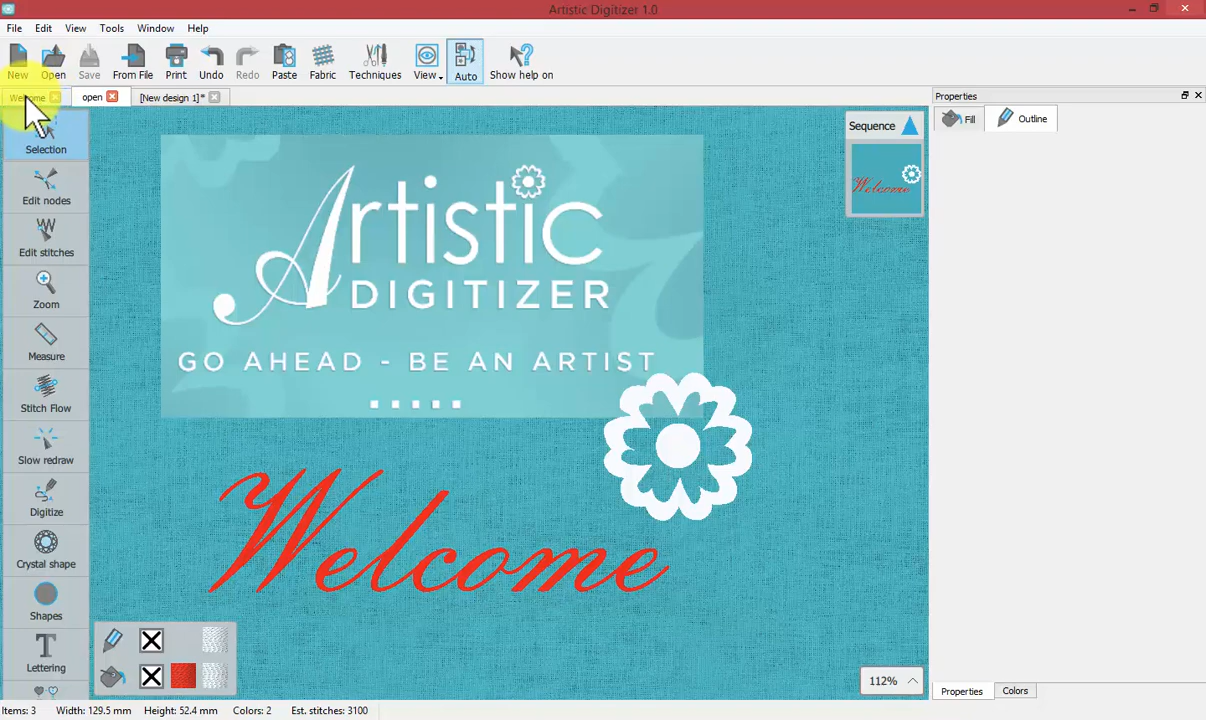 Artistic Digitizer 1.0
File Edit View Tools Window Help
New Open Save From File Print Undo Redo Paste Fabric Techniques View Auto Show help on
Welcome open [New design 1]*
Properties
Fill Outline
Selection
Edit nodes
Edit stitches
Zoom
Measure
Stitch Flow
Slow redraw
Digitize
Crystal shape
Shapes
Lettering
Sequence
Welcome
Artistic
DIGITIZER
GO AHEAD - BE AN ARTIST
Welcome
112%
Properties Colors
Items: 3 Width: 129.5 mm Height: 52.4 mm Colors: 2 Est. stitches: 3100